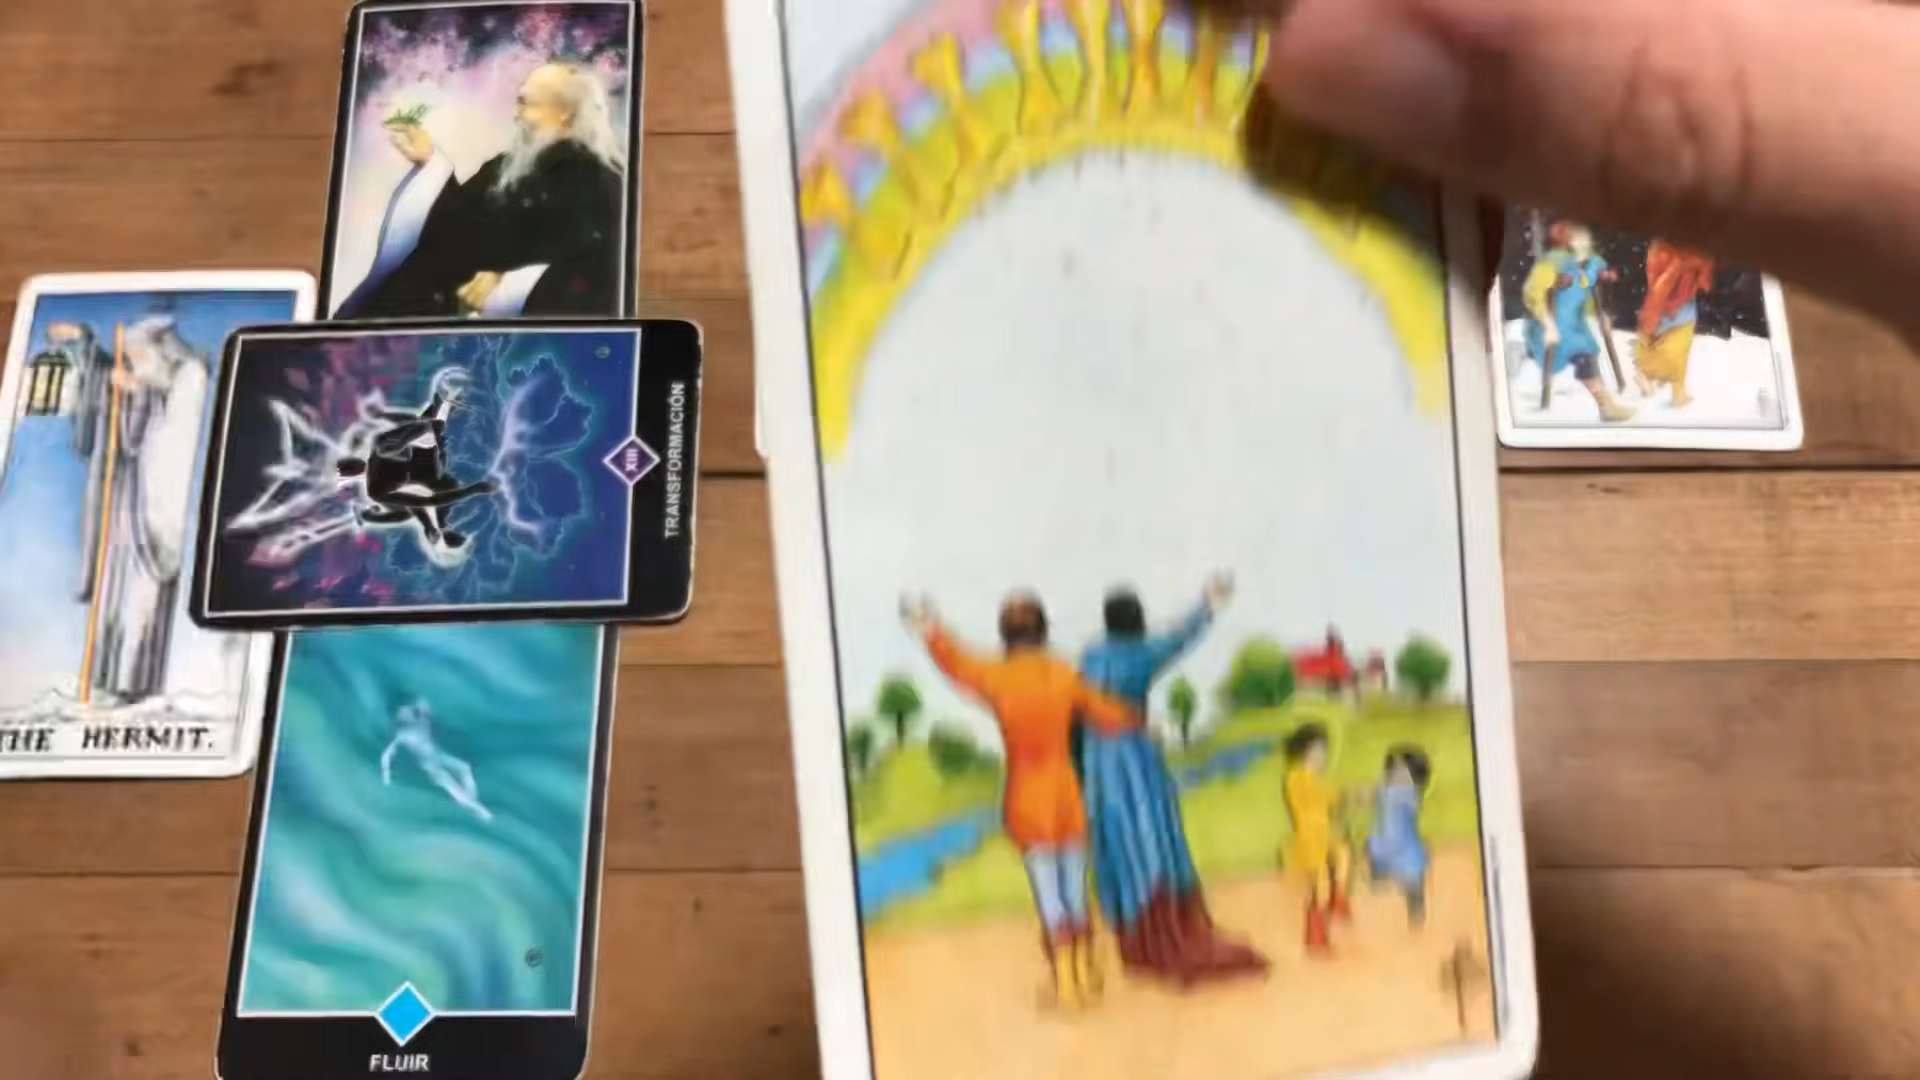 XIII
TRANSFORMACIÓN
THE HERMIT.
FLUIR